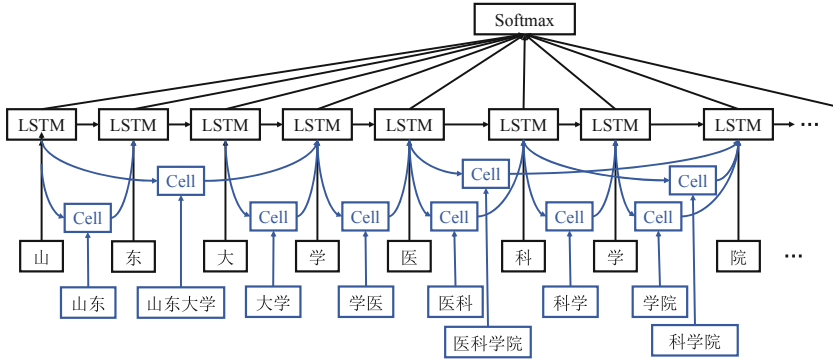 Softmax
LSTM LSTM LSTM LSTM LSTM LSTM LSTM LSTM ...
Cell Cell Cell
Cell Cell Cell Cell Cell Cell
山 东 大 学 医 科 学 院 ...
山东 山东大学 大学 学医 医科 科学 学院
医科学院 科学院